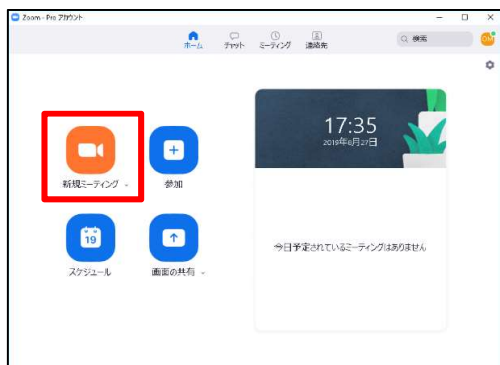 Zoom - Pro アカウント
ホーム
チャット
ミーティング
連絡先
検索
17:35
2019年8月27日
新規ミーティング
参加
19
スケジュール
画面の共有
今日予定されているミーティングはありません